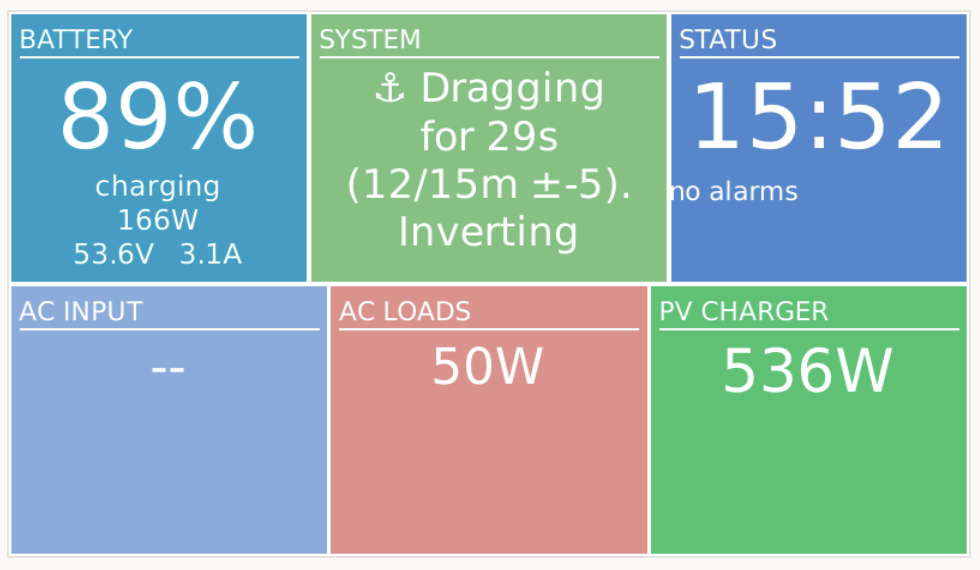 BATTERY
89%
charging
166W
53.6V 3.1A
SYSTEM
⚓ Dragging
for 29s
(12/15m ±-5).
Inverting
STATUS
15:52
no alarms
AC INPUT
--
AC LOADS
50W
PV CHARGER
536W